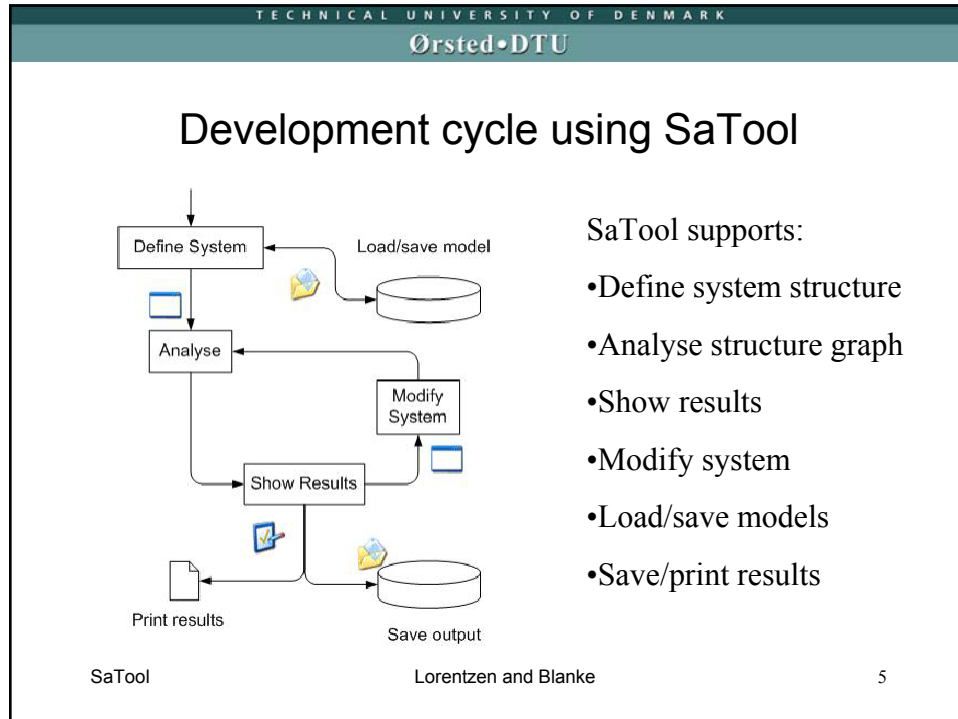 TECHNICAL UNIVERSITY OF DENMARK
Ørsted•DTU
Development cycle using SaTool
Define System
Load/save model
Analyse
Modify
System
Show Results
Print results
Save output
SaTool supports:
•Define system structure
•Analyse structure graph
•Show results
•Modify system
•Load/save models
•Save/print results
SaTool
Lorentzen and Blanke
5